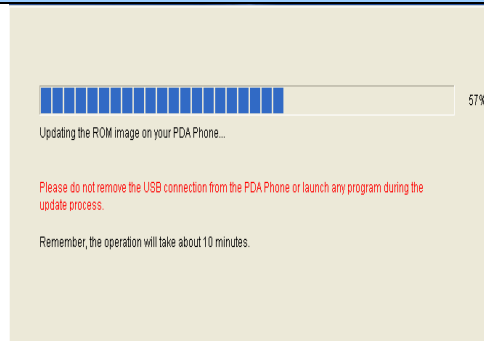 57%
Updating the ROM image on your PDA Phone...
Please do not remove the USB connection from the PDA Phone or launch any program during the
update process.
Remember, the operation will take about 10 minutes.